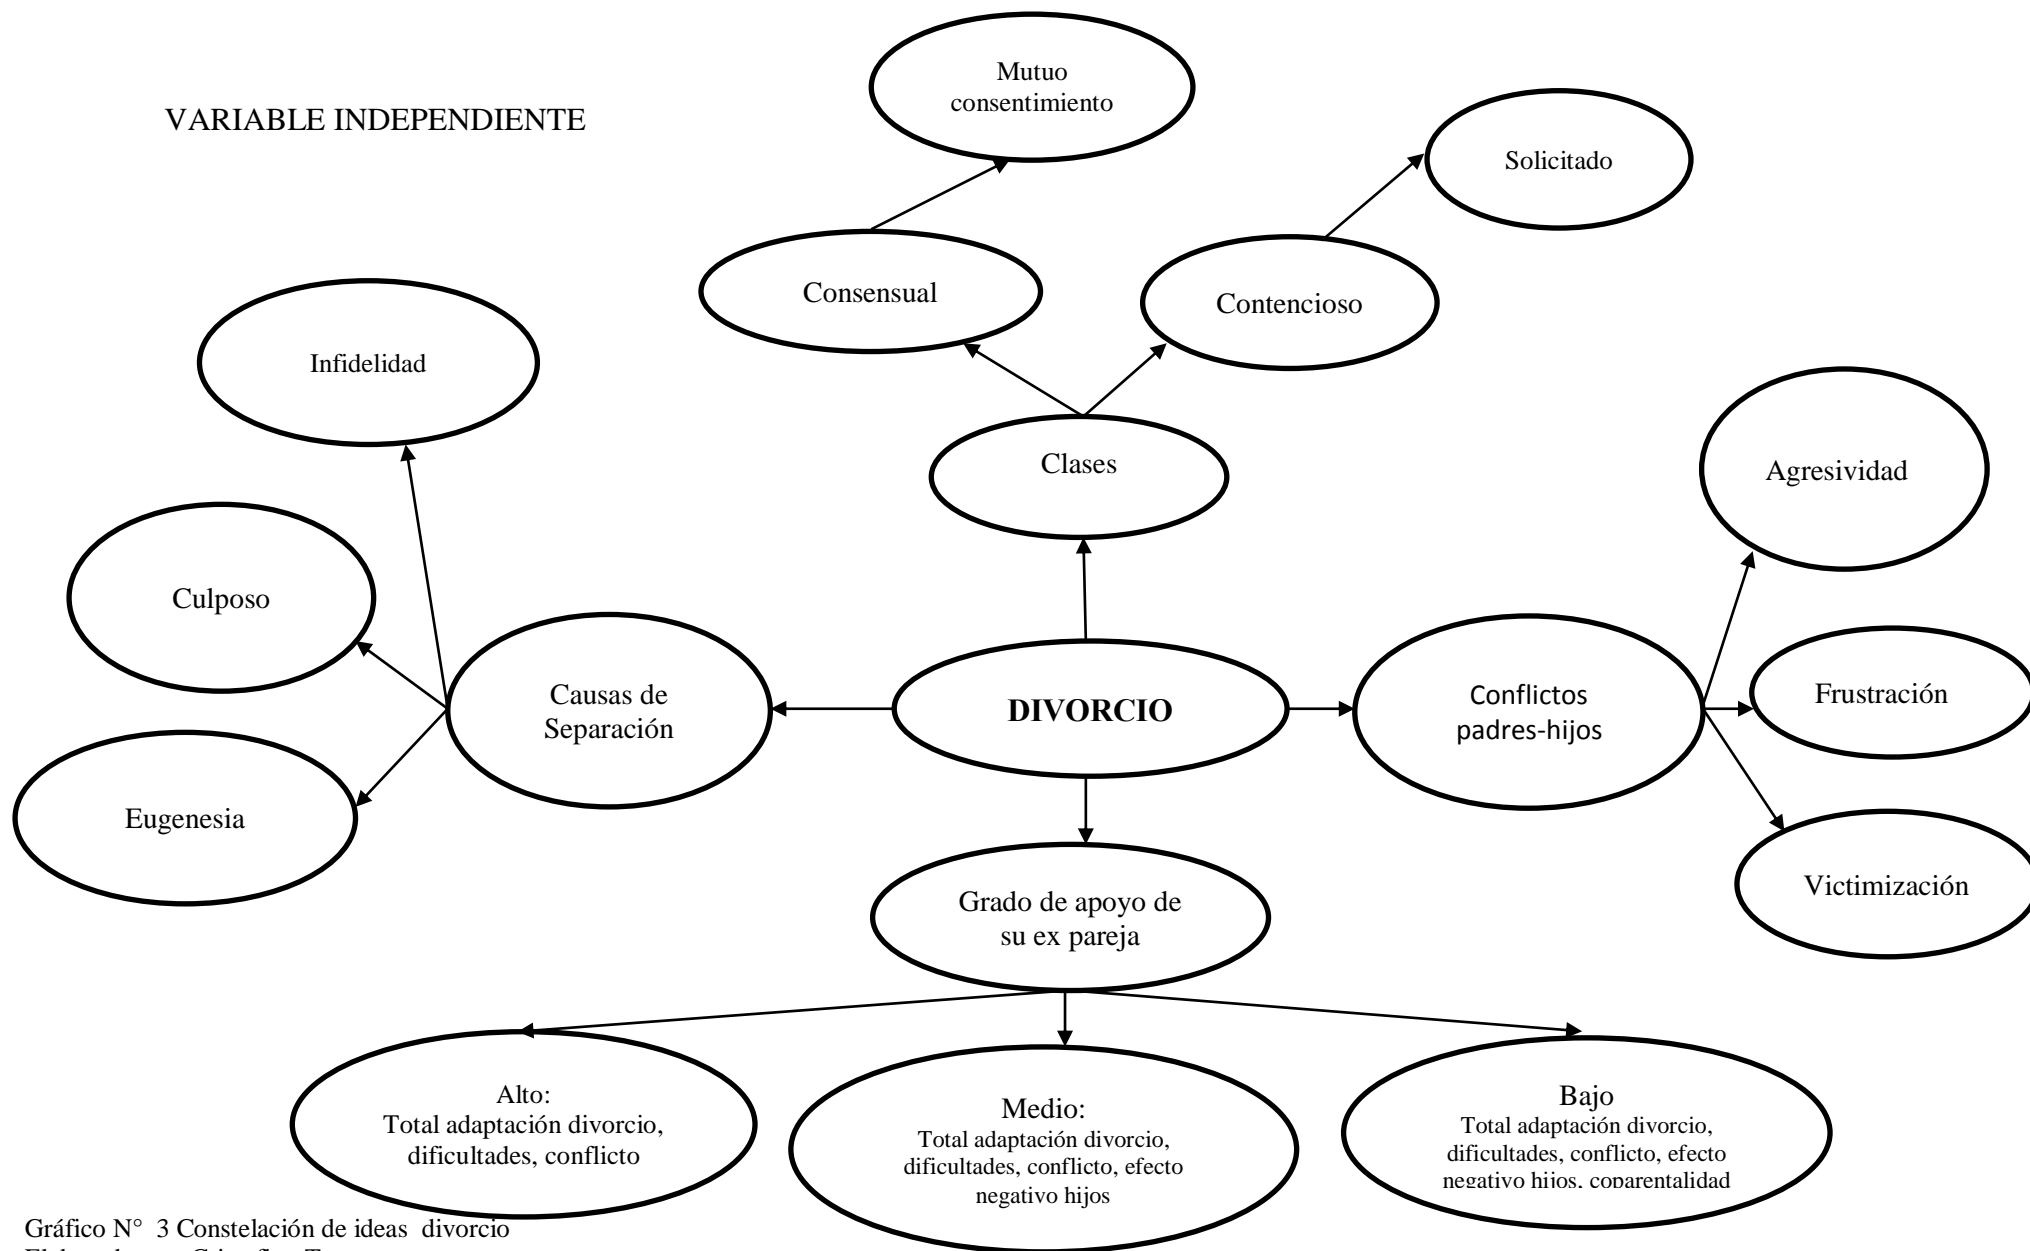 VARIABLE INDEPENDIENTE
Mutuo
consentimiento
Solicitado
Consensual
Contencioso
Infidelidad
Clases
Agresividad
Culposo
Causas de
Separación
DIVORCIO
Conflictos
padres-hijos
Frustración
Eugenesia
Victimización
Grado de apoyo de
su ex pareja
Alto:
Total adaptación divorcio,
dificultades, conflicto
Medio:
Total adaptación divorcio,
dificultades, conflicto, efecto
negativo hijos
Bajo
Total adaptación divorcio,
dificultades, conflicto, efecto
negativo hijos, coparentalidad
Gráfico N° 3 Constelación de ideas divorcio